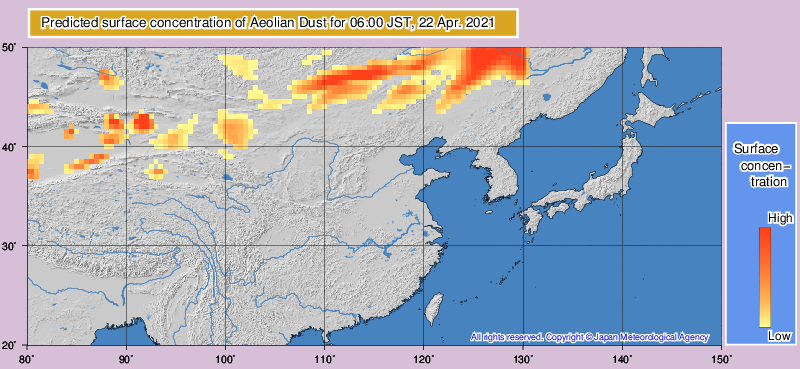 Predicted surface concentration of Aeolian Dust for 06:00 JST, 22 Apr. 2021
50°
40°
30°
20°
80°
90°
100°
110°
120°
130°
140°
150°
All rights reserved. Copyright © Japan Meteorological Agency
Surface
concen–
tration
High
Low